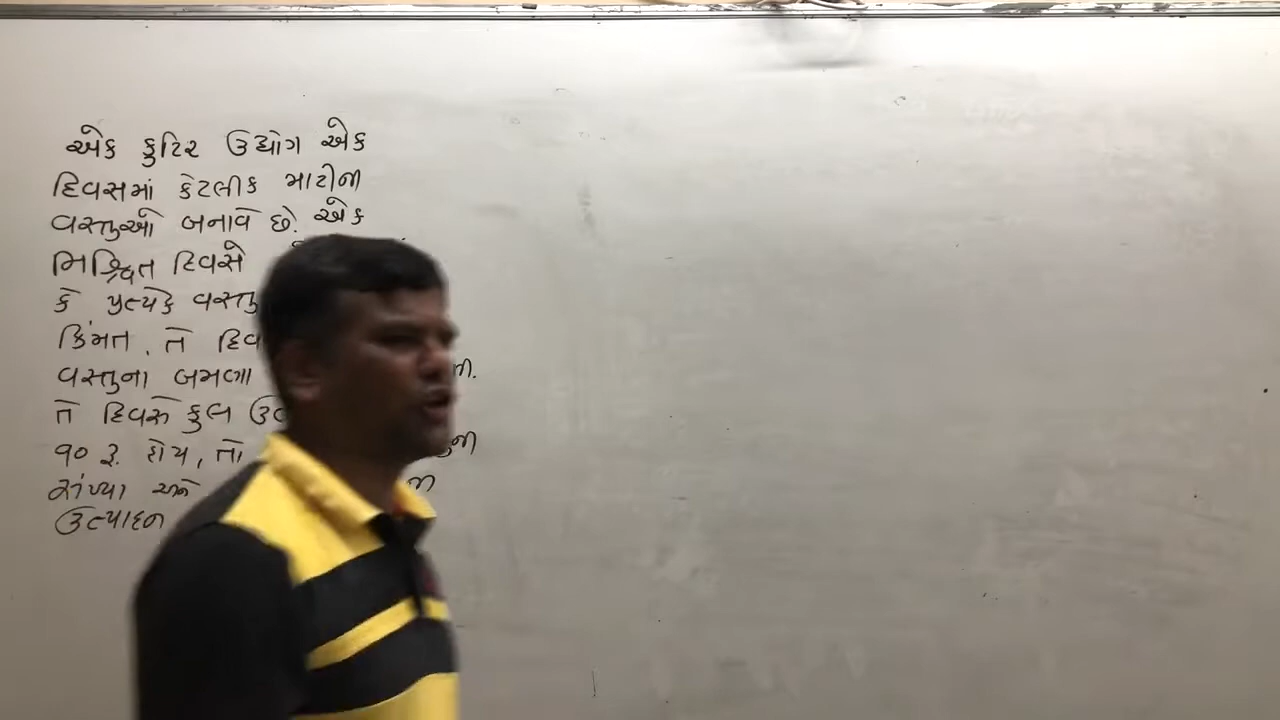 એક કુટિર ઉદ્યોગ એક
દિવસમાં કેટલીક માટીની
વસ્તુઓ બનાવે છે. એક
નિશ્ચિત દિવસે
કે પ્રત્યેક વસ્તુ
કિંમત, તે દિવ
વસ્તુના બમણા
તે દિવસે કુલ ઉ
૧૦ રૂ. હોય, તો
સંખ્યા અને
ઉત્પાદન